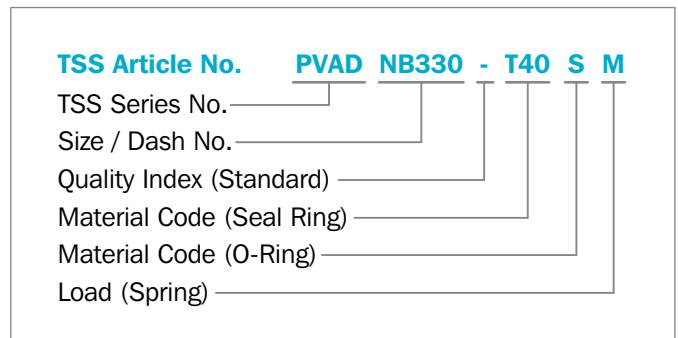 TSS Article No. PVAD NB330 - T40 S M
TSS Series No.
Size / Dash No.
Quality Index (Standard)
Material Code (Seal Ring)
Material Code (O-Ring)
Load (Spring)